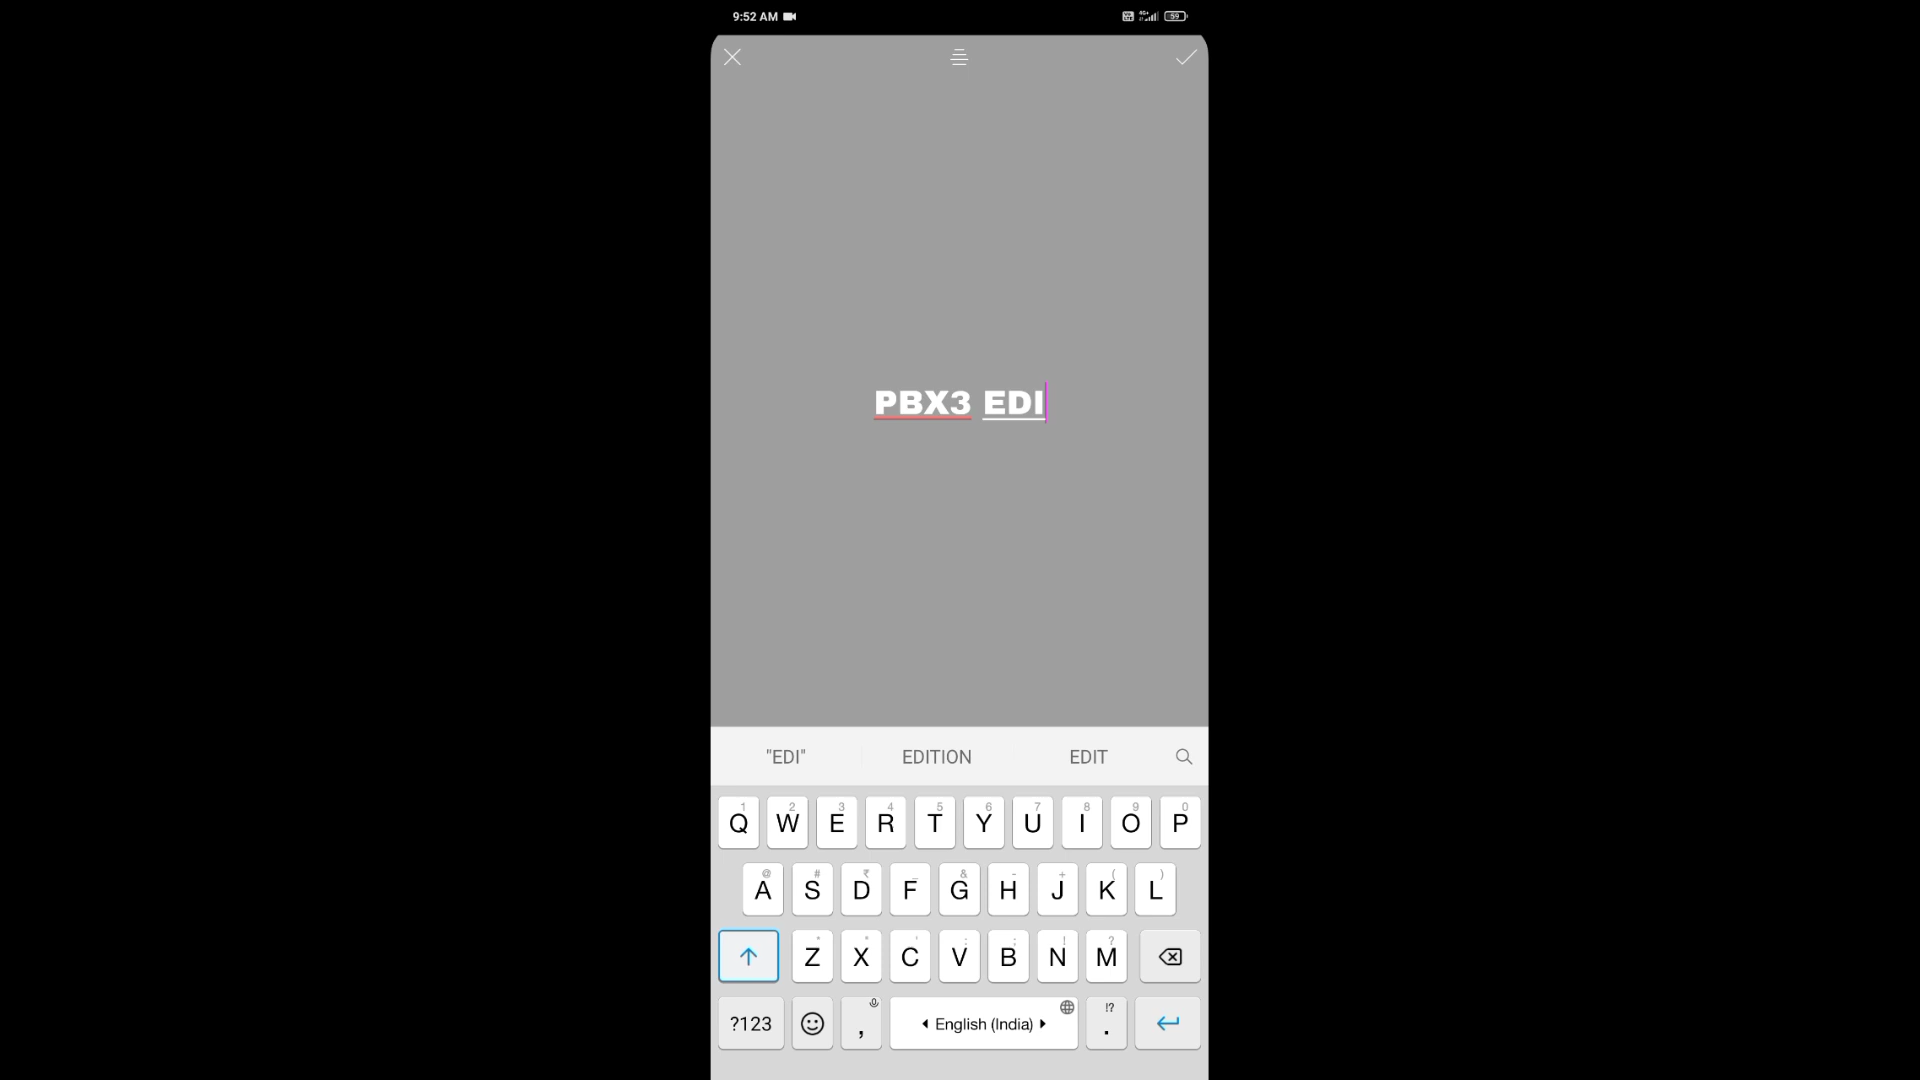 9:52 AM
59
PBX3 EDI
"EDI" EDITION EDIT
1 2 3 4 5 6 7 8 9 0
Q W E R T Y U I O P
@ # ₹ _ & - + ( )
A S D F G H J K L
Z X C V B N M
?123 , English (India) !? .